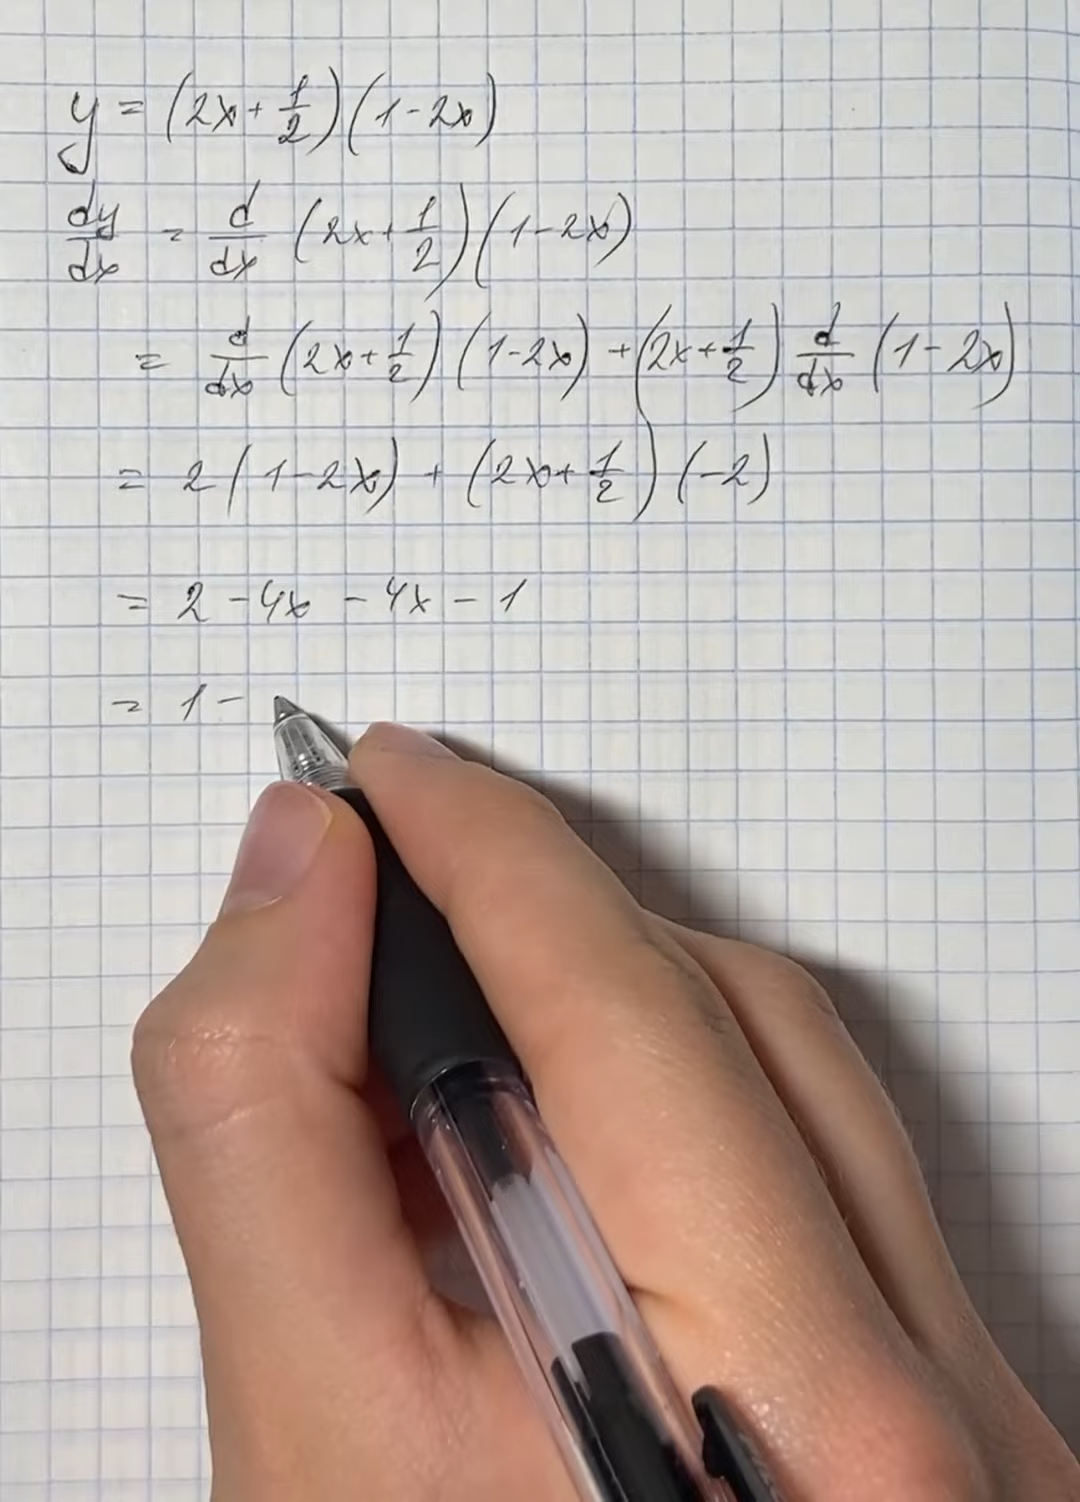 y = (2x + 1/2)(1 - 2x)
dy/dx = d/dx (2x + 1/2)(1 - 2x)
= d/dx (2x + 1/2)(1 - 2x) + (2x + 1/2) d/dx (1 - 2x)
= 2(1 - 2x) + (2x + 1/2)(-2)
= 2 - 4x - 4x - 1
= 1 -